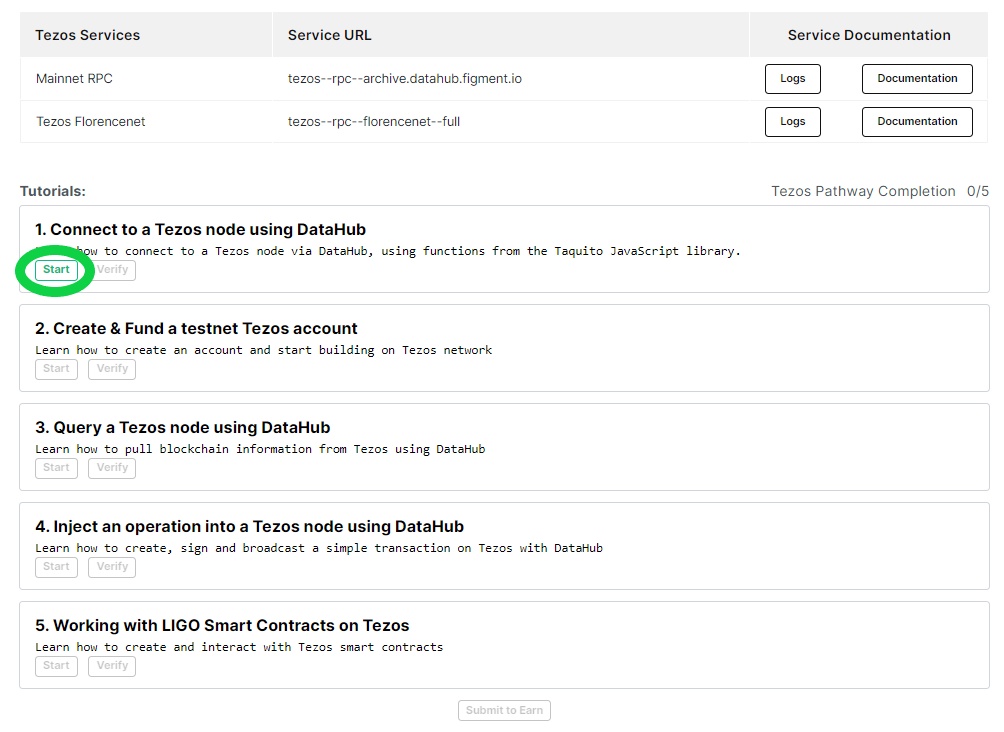 Tezos Services Service URL Service Documentation
Mainnet RPC tezos--rpc--archive.datahub.figment.io Logs Documentation
Tezos Florencenet tezos--rpc--florencenet--full Logs Documentation
Tutorials: Tezos Pathway Completion 0/5
1. Connect to a Tezos node using DataHub
how to connect to a Tezos node via DataHub, using functions from the Taquito JavaScript library.
Start Verify
2. Create & Fund a testnet Tezos account
Learn how to create an account and start building on Tezos network
Start Verify
3. Query a Tezos node using DataHub
Learn how to pull blockchain information from Tezos using DataHub
Start Verify
4. Inject an operation into a Tezos node using DataHub
Learn how to create, sign and broadcast a simple transaction on Tezos with DataHub
Start Verify
5. Working with LIGO Smart Contracts on Tezos
Learn how to create and interact with Tezos smart contracts
Start Verify
Submit to Earn